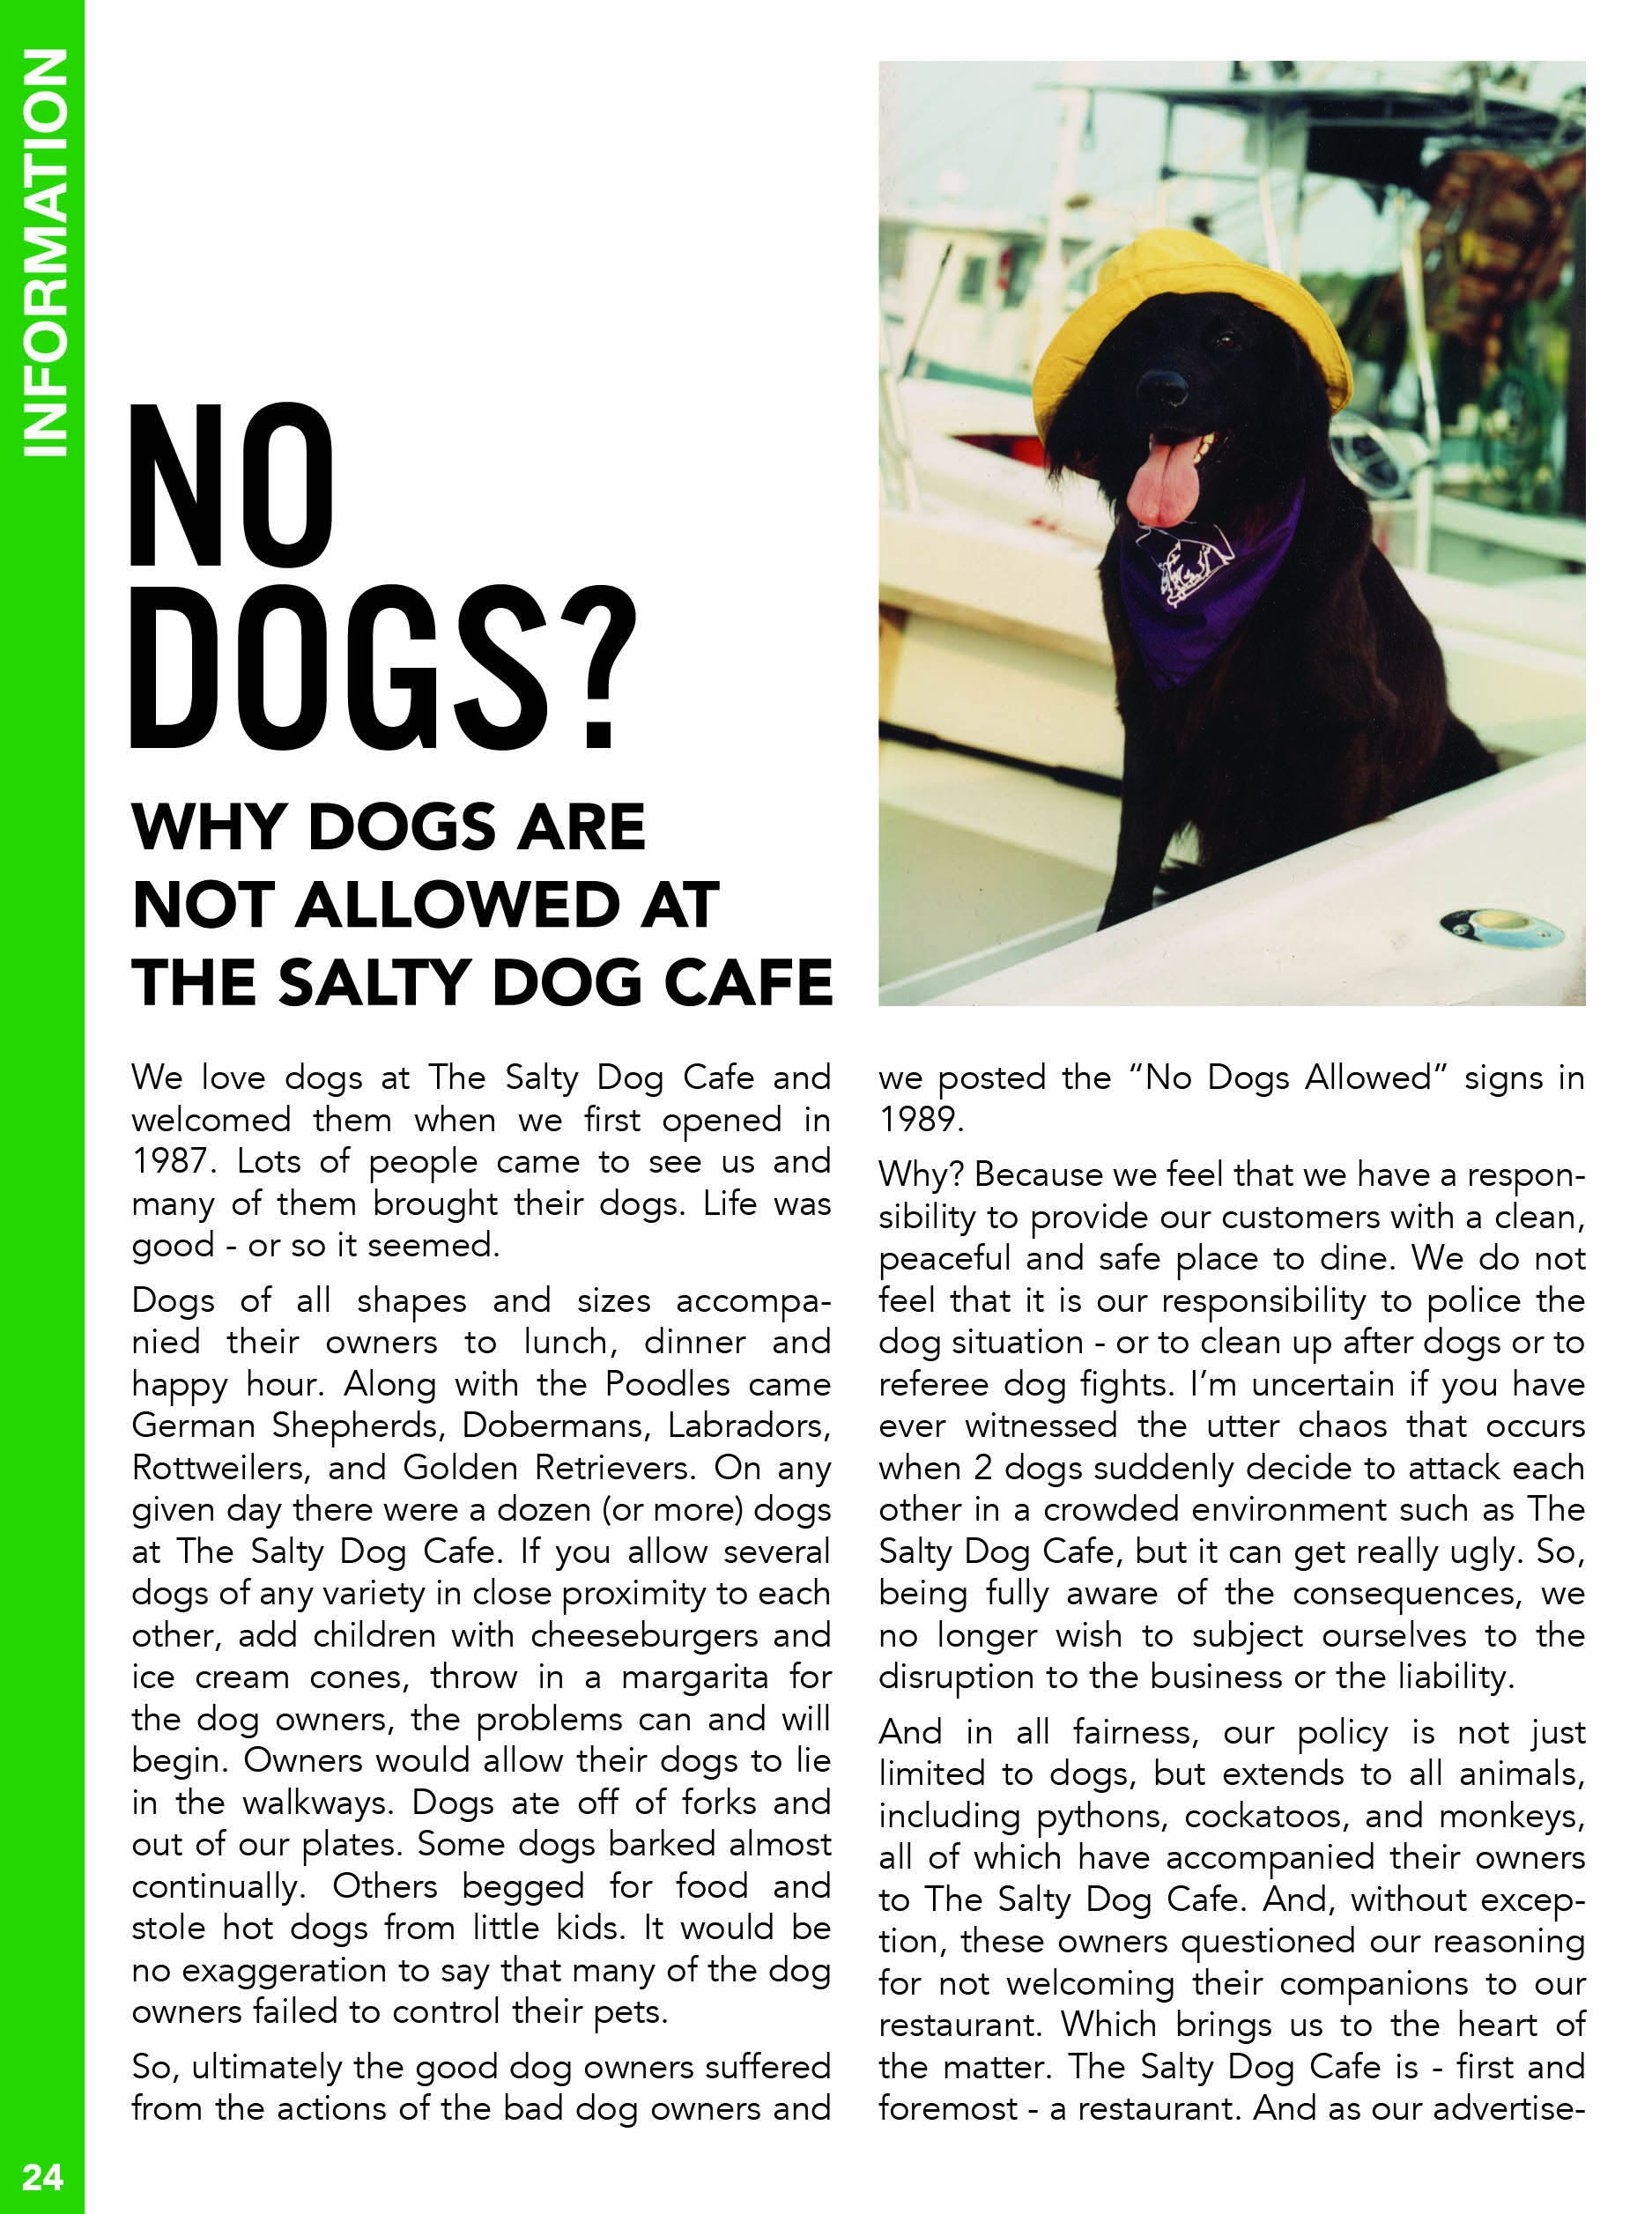 INFORMATION
NO
DOGS?
WHY DOGS ARE
NOT ALLOWED AT
THE SALTY DOG CAFE
We love dogs at The Salty Dog Cafe and
welcomed them when we first opened in
1987. Lots of people came to see us and
many of them brought their dogs. Life was
good - or so it seemed.
Dogs of all shapes and sizes accompa-
nied their owners to lunch, dinner and
happy hour. Along with the Poodles came
German Shepherds, Dobermans, Labradors,
Rottweilers, and Golden Retrievers. On any
given day there were a dozen (or more) dogs
at The Salty Dog Cafe. If you allow several
dogs of any variety in close proximity to each
other, add children with cheeseburgers and
ice cream cones, throw in a margarita for
the dog owners, the problems can and will
begin. Owners would allow their dogs to lie
in the walkways. Dogs ate off of forks and
out of our plates. Some dogs barked almost
continually. Others begged for food and
stole hot dogs from little kids. It would be
no exaggeration to say that many of the dog
owners failed to control their pets.
So, ultimately the good dog owners suffered
from the actions of the bad dog owners and
we posted the “No Dogs Allowed” signs in
1989.
Why? Because we feel that we have a respon-
sibility to provide our customers with a clean,
peaceful and safe place to dine. We do not
feel that it is our responsibility to police the
dog situation - or to clean up after dogs or to
referee dog fights. I’m uncertain if you have
ever witnessed the utter chaos that occurs
when 2 dogs suddenly decide to attack each
other in a crowded environment such as The
Salty Dog Cafe, but it can get really ugly. So,
being fully aware of the consequences, we
no longer wish to subject ourselves to the
disruption to the business or the liability.
And in all fairness, our policy is not just
limited to dogs, but extends to all animals,
including pythons, cockatoos, and monkeys,
all of which have accompanied their owners
to The Salty Dog Cafe. And, without excep-
tion, these owners questioned our reasoning
for not welcoming their companions to our
restaurant. Which brings us to the heart of
the matter. The Salty Dog Cafe is - first and
foremost - a restaurant. And as our advertise-
24